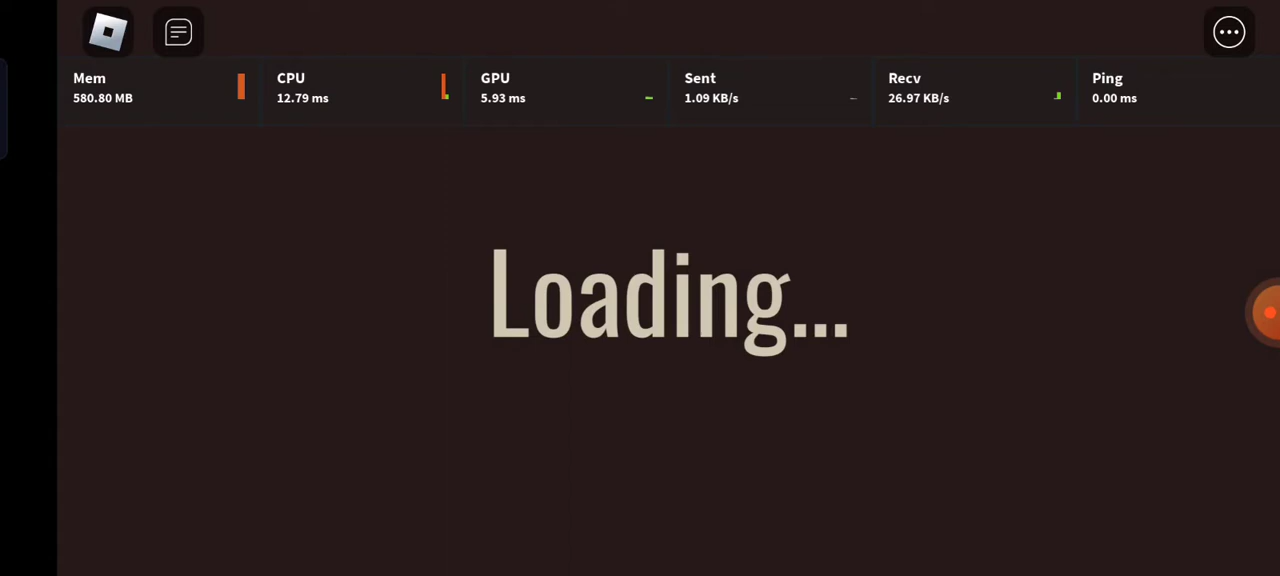 Mem CPU GPU Sent Recv Ping
580.80 MB 12.79 ms 5.93 ms 1.09 KB/s 26.97 KB/s 0.00 ms
Loading...